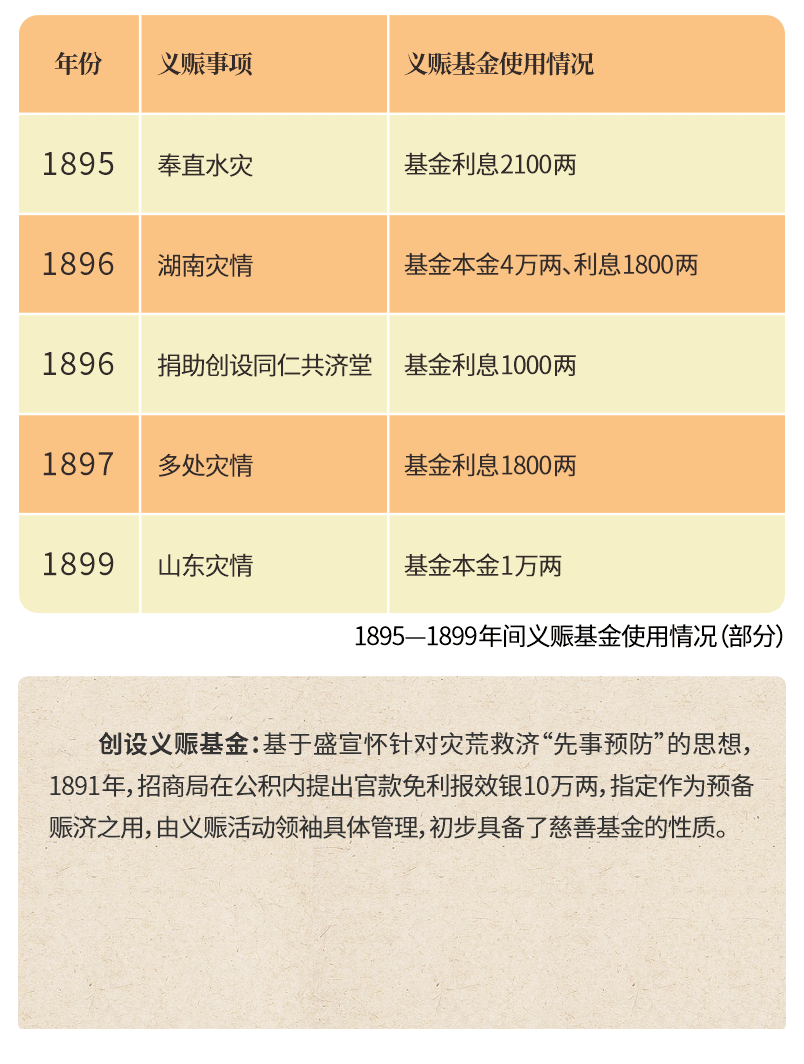 年份 义赈事项 义赈基金使用情况
1895 奉直水灾 基金利息2100两
1896 湖南灾情 基金本金4万两、利息1800两
1896 捐助创设同仁共济堂 基金利息1000两
1897 多处灾情 基金利息1800两
1899 山东灾情 基金本金1万两
1895—1899年间义赈基金使用情况（部分）
创设义赈基金：基于盛宣怀针对灾荒救济“先事预防”的思想，
1891年，招商局在公积内提出官款免利报效银10万两，指定作为预备
赈济之用，由义赈活动领袖具体管理，初步具备了慈善基金的性质。